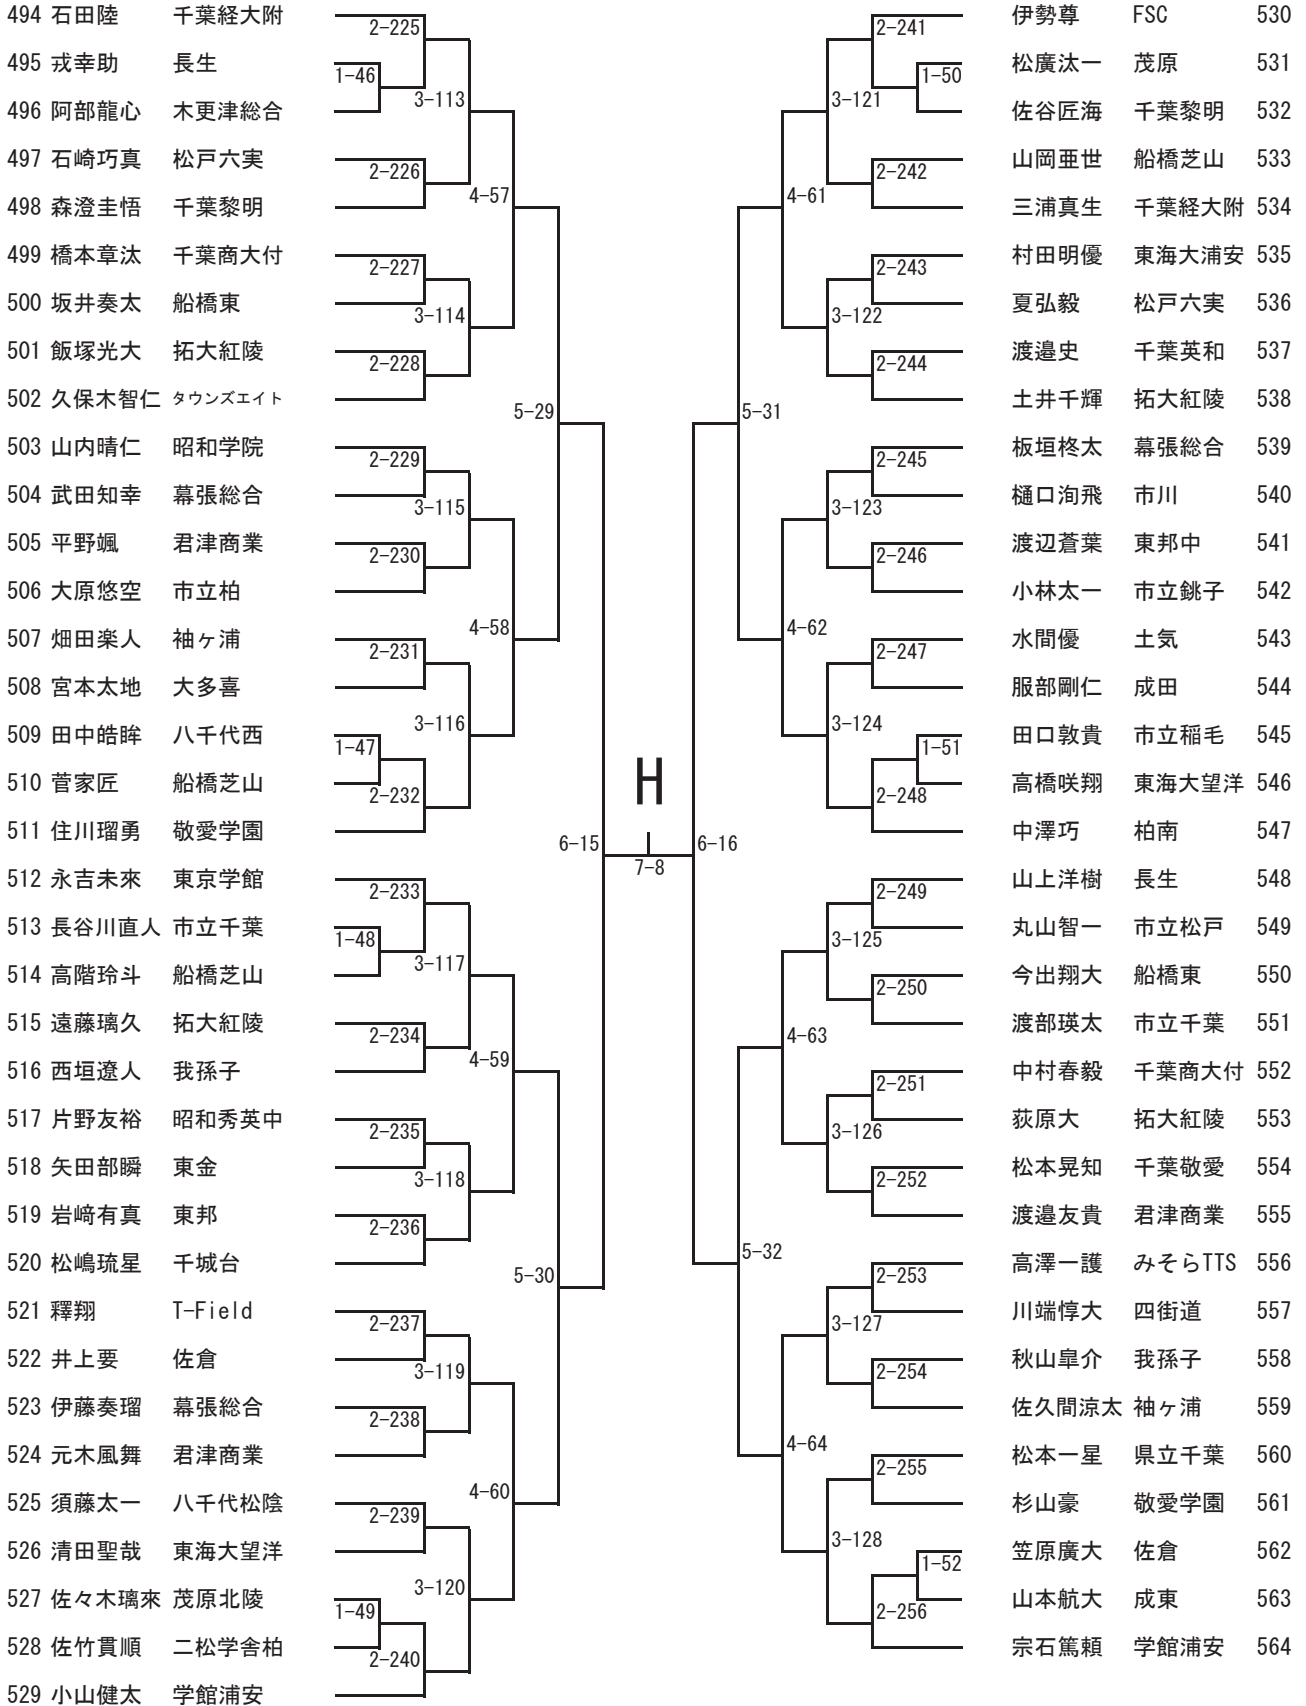 494 石田陸 千葉経大附
495 戎幸助 長生
496 阿部龍心 木更津総合
497 石崎巧真 松戸六実
498 森澄圭悟 千葉黎明
499 橋本章汰 千葉商大付
500 坂井奏太 船橋東
501 飯塚光大 拓大紅陵
502 久保木智仁 タウンズエイト
503 山内晴仁 昭和学院
504 武田知幸 幕張総合
505 平野颯 君津商業
506 大原悠空 市立柏
507 畑田楽人 袖ヶ浦
508 宮本太地 大多喜
509 田中皓眸 八千代西
510 菅家匠 船橋芝山
511 住川瑠勇 敬愛学園
512 永吉未來 東京学館
513 長谷川直人 市立千葉
514 高階玲斗 船橋芝山
515 遠藤璃久 拓大紅陵
516 西垣遼人 我孫子
517 片野友裕 昭和秀英中
518 矢田部瞬 東金
519 岩﨑有真 東邦
520 松嶋琉星 千城台
521 釋翔 T-Field
522 井上要 佐倉
523 伊藤奏瑠 幕張総合
524 元木風舞 君津商業
525 須藤太一 八千代松陰
526 清田聖哉 東海大望洋
527 佐々木璃來 茂原北陵
528 佐竹貫順 二松学舎柏
529 小山健太 学館浦安
1-46
1-47
1-48
1-49
2-225
2-226
2-227
2-228
2-229
2-230
2-231
2-232
2-233
2-234
2-235
2-236
2-237
2-238
2-239
2-240
3-113
3-114
3-115
3-116
3-117
3-118
3-119
3-120
4-57
4-58
4-59
4-60
5-29
5-30
6-15
H
7-8
6-16
5-31
5-32
4-61
4-62
4-63
4-64
3-121
3-122
3-123
3-124
3-125
3-126
3-127
3-128
2-241
2-242
2-243
2-244
2-245
2-246
2-247
2-248
2-249
2-250
2-251
2-252
2-253
2-254
2-255
2-256
1-50
1-51
1-52
伊勢尊 FSC 530
松廣汰一 茂原 531
佐谷匠海 千葉黎明 532
山岡亜世 船橋芝山 533
三浦真生 千葉経大附 534
村田明優 東海大浦安 535
夏弘毅 松戸六実 536
渡邉史 千葉英和 537
土井千輝 拓大紅陵 538
板垣柊太 幕張総合 539
樋口洵飛 市川 540
渡辺蒼葉 東邦中 541
小林太一 市立銚子 542
水間優 土気 543
服部剛仁 成田 544
田口敦貴 市立稲毛 545
高橋咲翔 東海大望洋 546
中澤巧 柏南 547
山上洋樹 長生 548
丸山智一 市立松戸 549
今出翔大 船橋東 550
渡部瑛太 市立千葉 551
中村春毅 千葉商大付 552
荻原大 拓大紅陵 553
松本晃知 千葉敬愛 554
渡邉友貴 君津商業 555
高澤一護 みそらTTS 556
川端惇大 四街道 557
秋山皐介 我孫子 558
佐久間涼太 袖ヶ浦 559
松本一星 県立千葉 560
杉山豪 敬愛学園 561
笠原廣大 佐倉 562
山本航大 成東 563
宗石篤頼 学館浦安 564